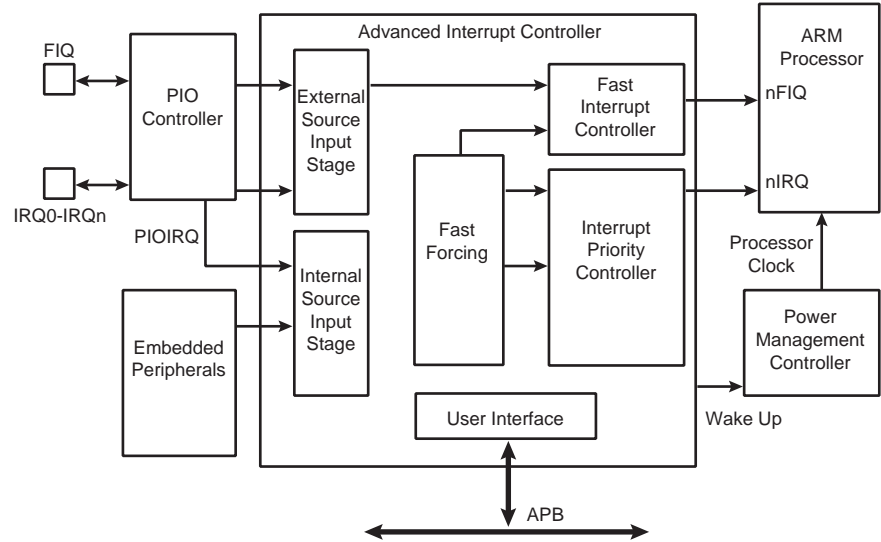 Advanced Interrupt Controller
FIQ
PIO
Controller
IRQ0-IRQn
PIOIRQ
Embedded
Peripherals
External
Source
Input
Stage
Internal
Source
Input
Stage
Fast
Forcing
Fast
Interrupt
Controller
Interrupt
Priority
Controller
User Interface
APB
ARM
Processor
nFIQ
nIRQ
Processor
Clock
Power
Management
Controller
Wake Up